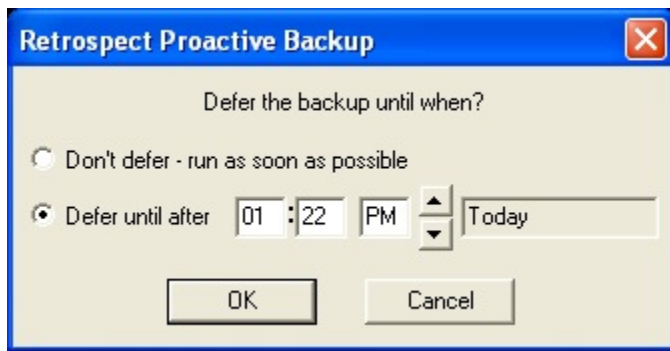 Retrospect Proactive Backup
Defer the backup until when?
Don't defer - run as soon as possible
Defer until after 01 : 22 PM Today
OK Cancel